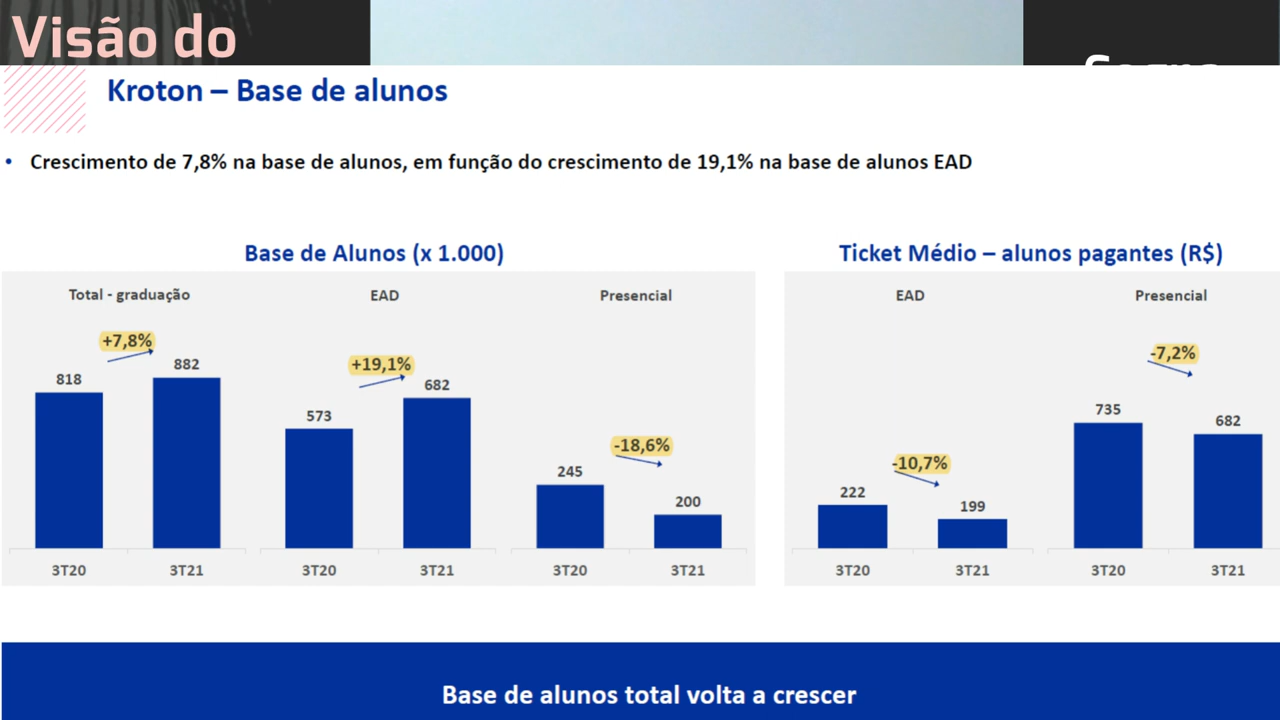 Visão do
Kroton – Base de alunos
• Crescimento de 7,8% na base de alunos, em função do crescimento de 19,1% na base de alunos EAD
Base de Alunos (x 1.000)
Total - graduação
EAD
Presencial
+7,8%
818
882
+19,1%
573
682
-18,6%
245
200
3T20
3T21
3T20
3T21
3T20
3T21
Ticket Médio – alunos pagantes (R$)
EAD
Presencial
-10,7%
222
199
-7,2%
735
682
3T20
3T21
3T20
3T21
Base de alunos total volta a crescer